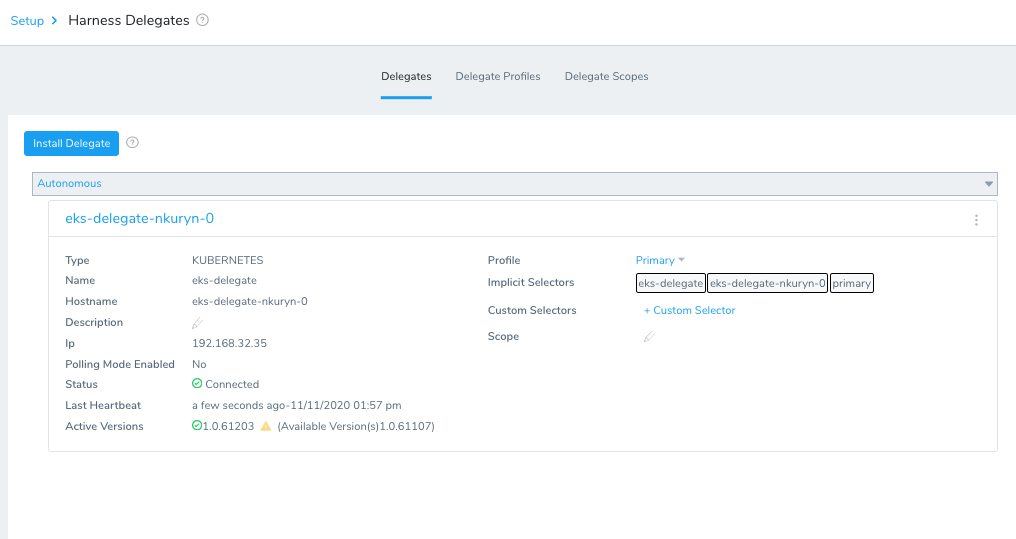 Setup > Harness Delegates ?
Delegates Delegate Profiles Delegate Scopes
Install Delegate ?
Autonomous
eks-delegate-nkuryn-0
Type KUBERNETES
Name eks-delegate
Hostname eks-delegate-nkuryn-0
Description
Ip 192.168.32.35
Polling Mode Enabled No
Status Connected
Last Heartbeat a few seconds ago-11/11/2020 01:57 pm
Active Versions 1.0.61203 (Available Version(s)1.0.61107)
Profile Primary
Implicit Selectors eks-delegate eks-delegate-nkuryn-0 primary
Custom Selectors + Custom Selector
Scope